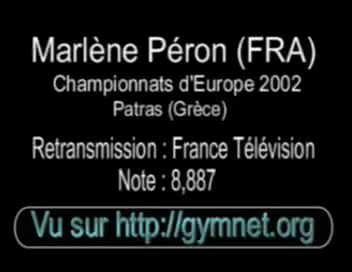 Marlène Péron (FRA)
Championnats d'Europe 2002
Patras (Grèce)
Retransmission : France Télévision
Note : 8,887
Vu sur http://gymnet.org